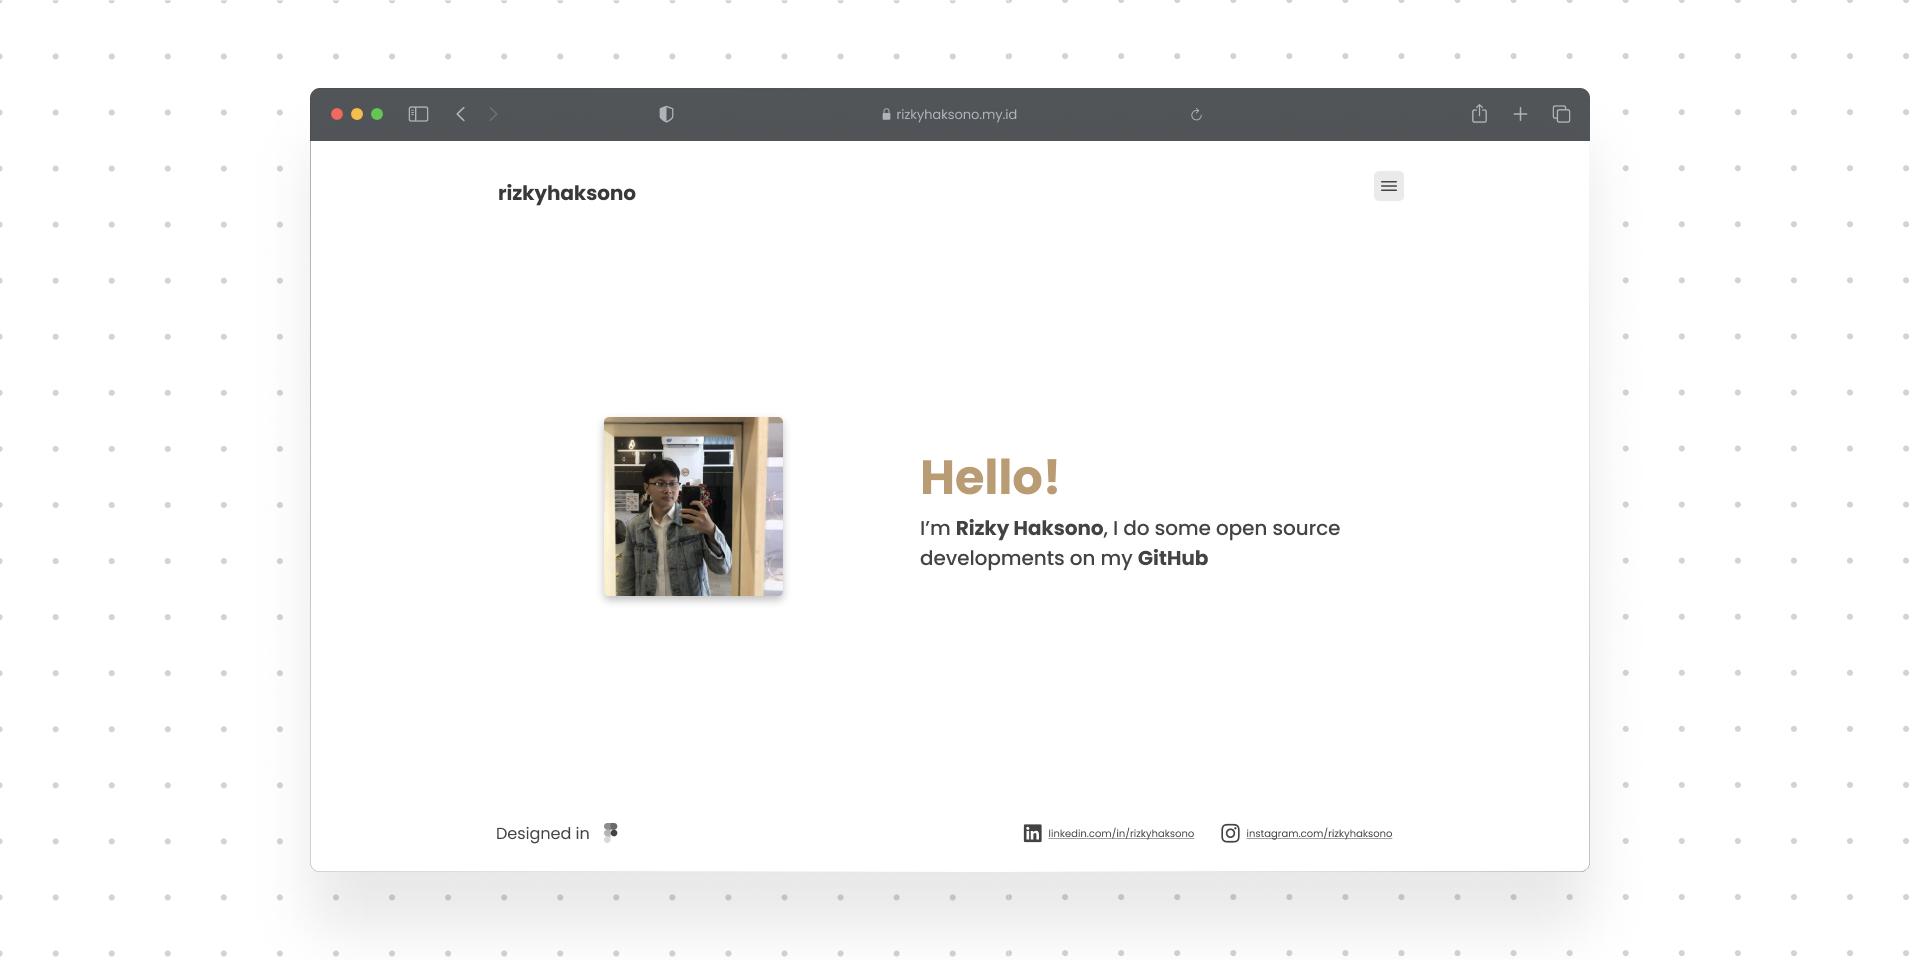 rizkyhaksono.my.id
rizkyhaksono
Hello!
I’m Rizky Haksono, I do some open source
developments on my GitHub
Designed in
linkedin.com/in/rizkyhaksono
instagram.com/rizkyhaksono